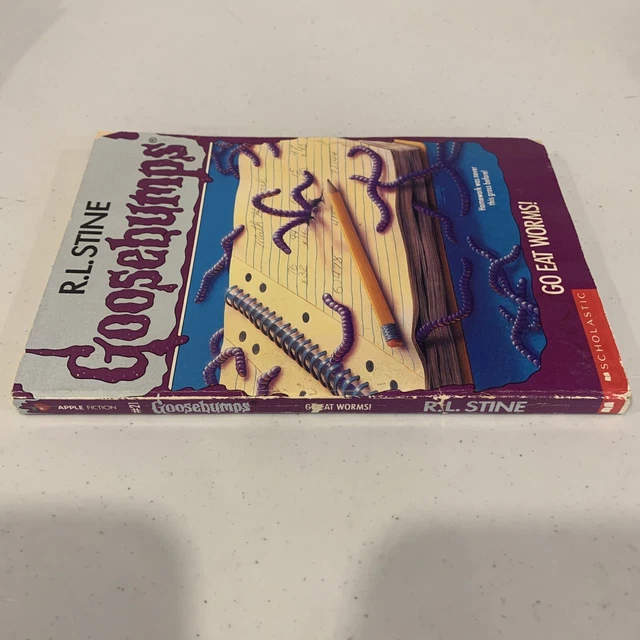 R.L. STINE
Goosebumps®
Homework was never
this gross before!
GO EAT WORMS!
SCHOLASTIC
APPLE FICTION
#21
Goosebumps
GO EAT WORMS!
R.L. STINE